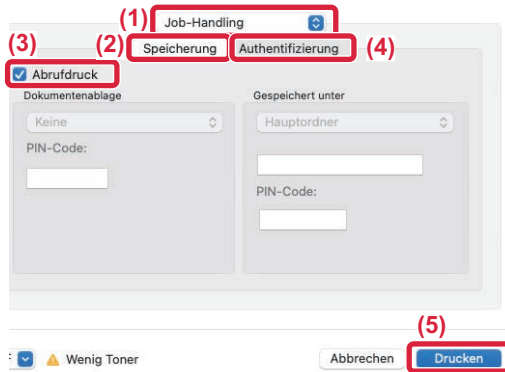 (1) Job-Handling
(2) Speicherung Authentifizierung (4)
(3)
Abrufdruck
Dokumentenablage Gespeichert unter
Keine Hauptordner
PIN-Code:
PIN-Code:
(5)
Wenig Toner Abbrechen Drucken